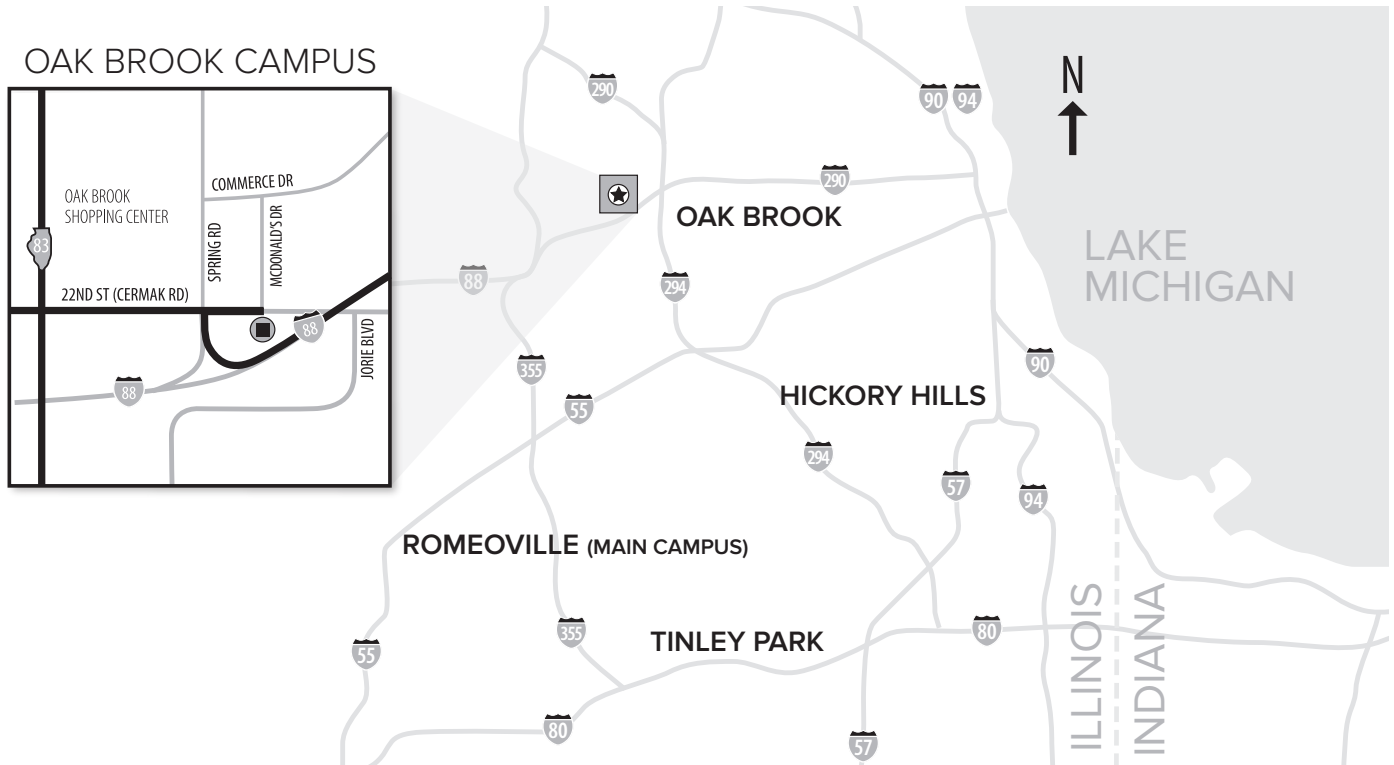 OAK BROOK CAMPUS
COMMERCE DR
OAK BROOK
SHOPPING CENTER
SPRING RD
MCDONALD'S DR
83
22ND ST (CERMAK RD)
88
JORIE BLVD
88
290
90
94
N
290
OAK BROOK
LAKE
MICHIGAN
88
294
355
90
55
HICKORY HILLS
294
57
94
ROMEOVILLE (MAIN CAMPUS)
355
55
TINLEY PARK
80
ILLINOIS
INDIANA
80
57